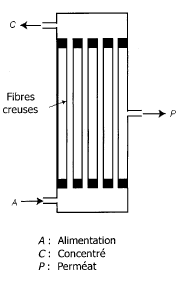 C
Fibres
creuses
P
A
A : Alimentation
C : Concentré
P : Perméat